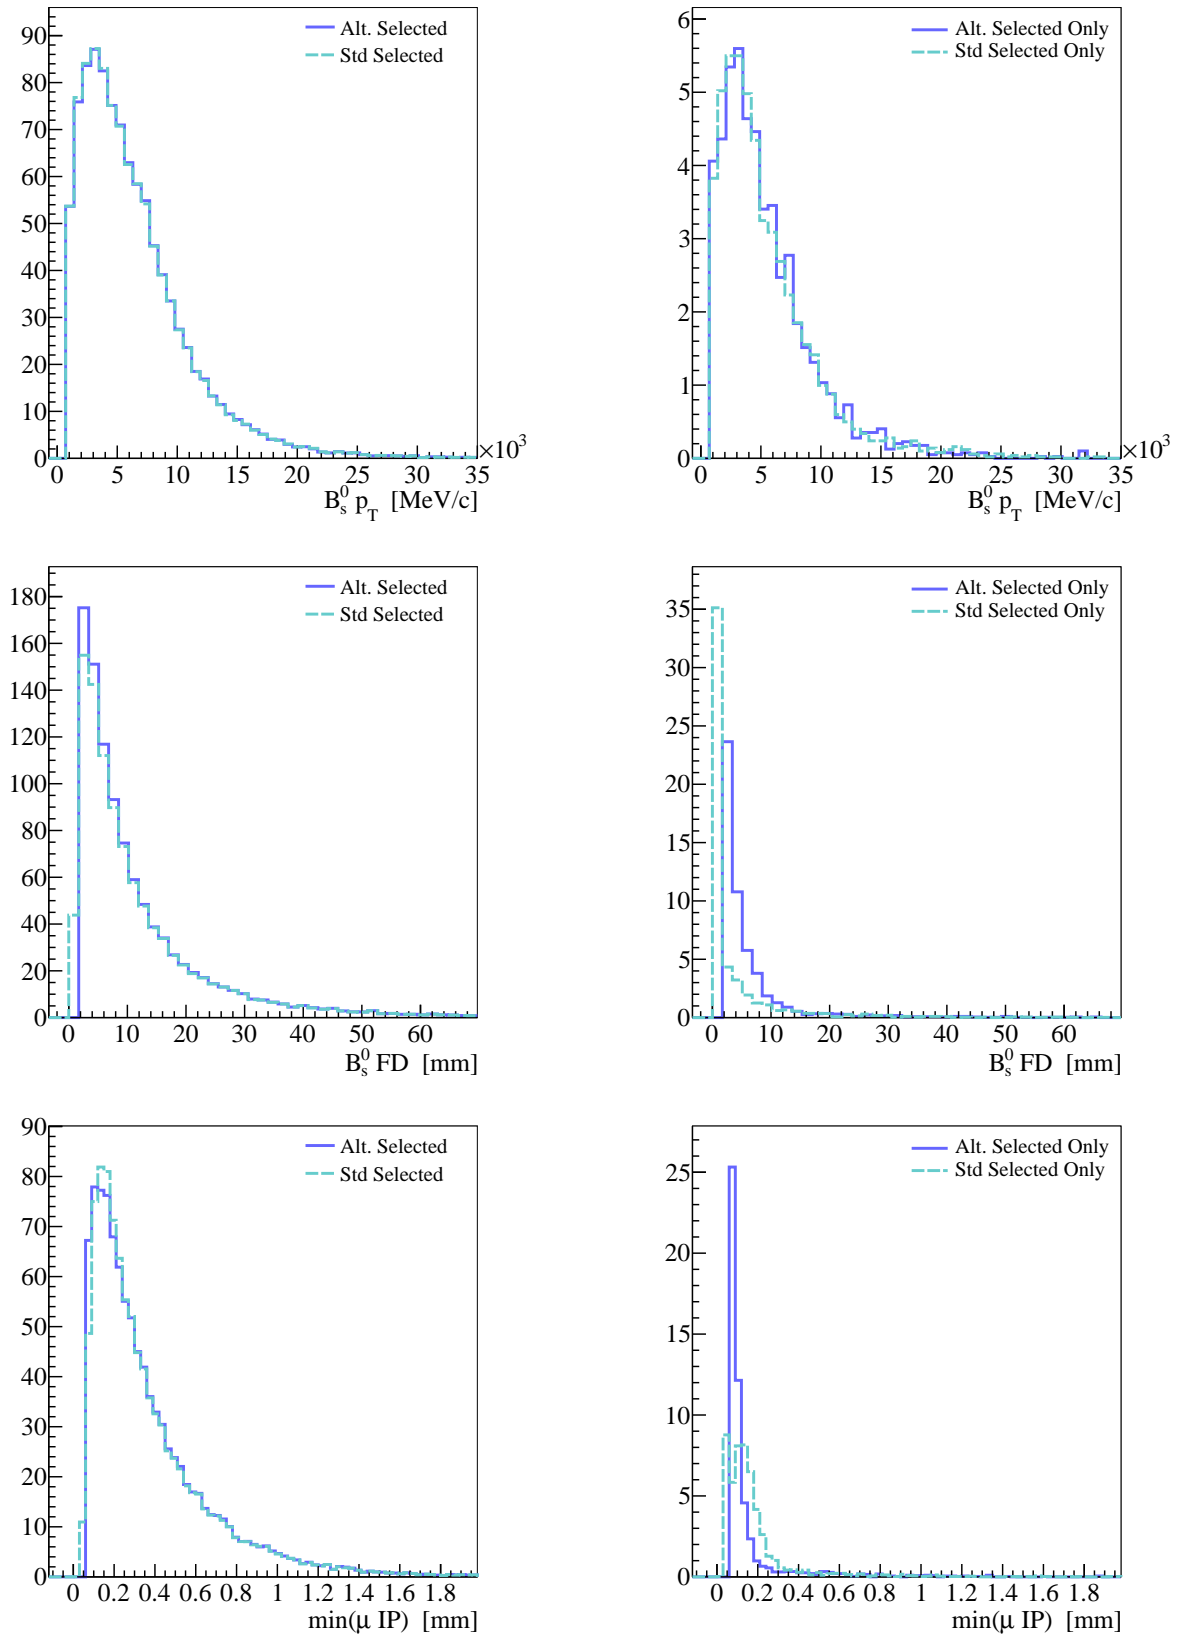 Alt. Selected
Std Selected
90
80
70
60
50
40
30
20
10
0
0 5 10 15 20 25 30 35
×10³
B⁰ₛ p_T [MeV/c]
Alt. Selected Only
Std Selected Only
6
5
4
3
2
1
0
0 5 10 15 20 25 30 35
×10³
B⁰ₛ p_T [MeV/c]
Alt. Selected
Std Selected
180
160
140
120
100
80
60
40
20
0
0 10 20 30 40 50 60
B⁰ₛ FD [mm]
Alt. Selected Only
Std Selected Only
35
30
25
20
15
10
5
0
0 10 20 30 40 50 60
B⁰ₛ FD [mm]
Alt. Selected
Std Selected
90
80
70
60
50
40
30
20
10
0
0 0.2 0.4 0.6 0.8 1 1.2 1.4 1.6 1.8
min(μ IP) [mm]
Alt. Selected Only
Std Selected Only
25
20
15
10
5
0
0 0.2 0.4 0.6 0.8 1 1.2 1.4 1.6 1.8
min(μ IP) [mm]